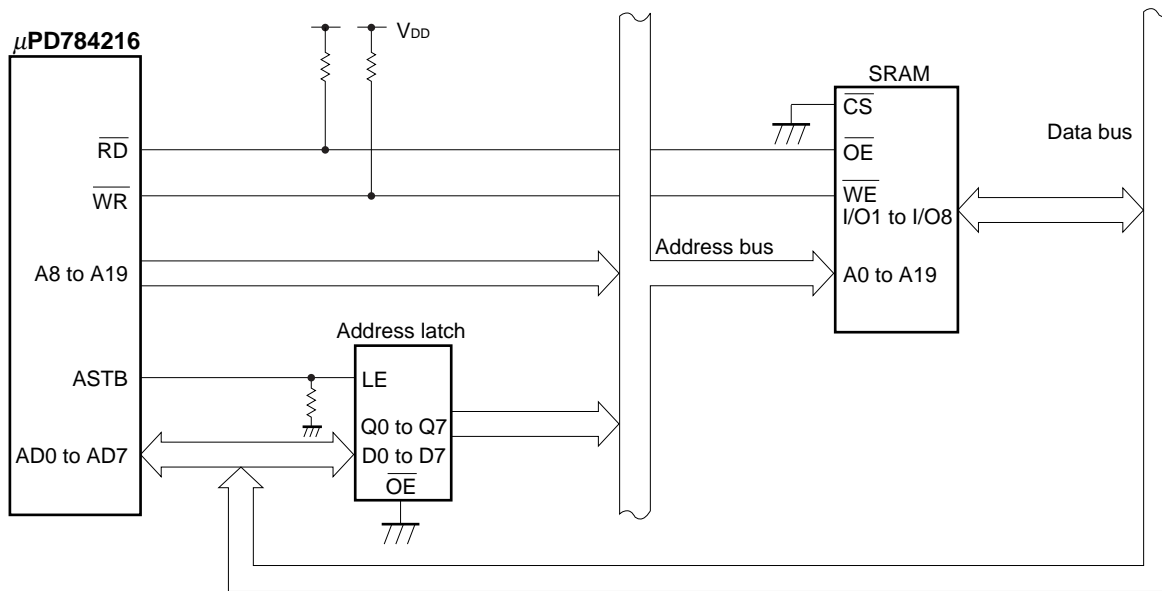 μPD784216
VDD
RD
WR
A8 to A19
ASTB
AD0 to AD7
Address latch
LE
Q0 to Q7
D0 to D7
OE
Address bus
SRAM
CS
OE
WE
I/O1 to I/O8
A0 to A19
Data bus